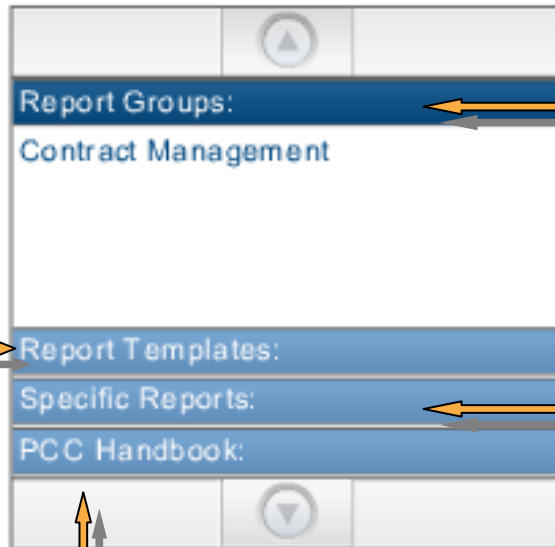 Report Groups:
Contract Management
Report Templates:
Specific Reports:
PCC Handbook: